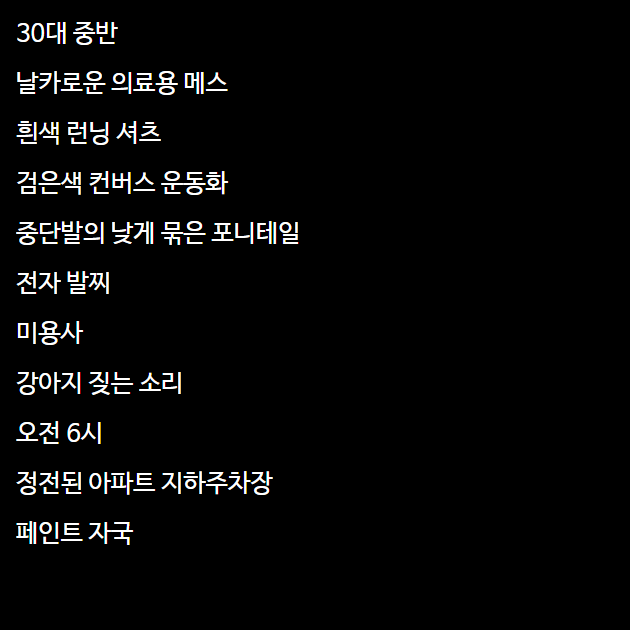 30대 중반
날카로운 의료용 메스
흰색 런닝 셔츠
검은색 컨버스 운동화
중단발의 낮게 묶은 포니테일
전자 발찌
미용사
강아지 짖는 소리
오전 6시
정전된 아파트 지하주차장
페인트 자국